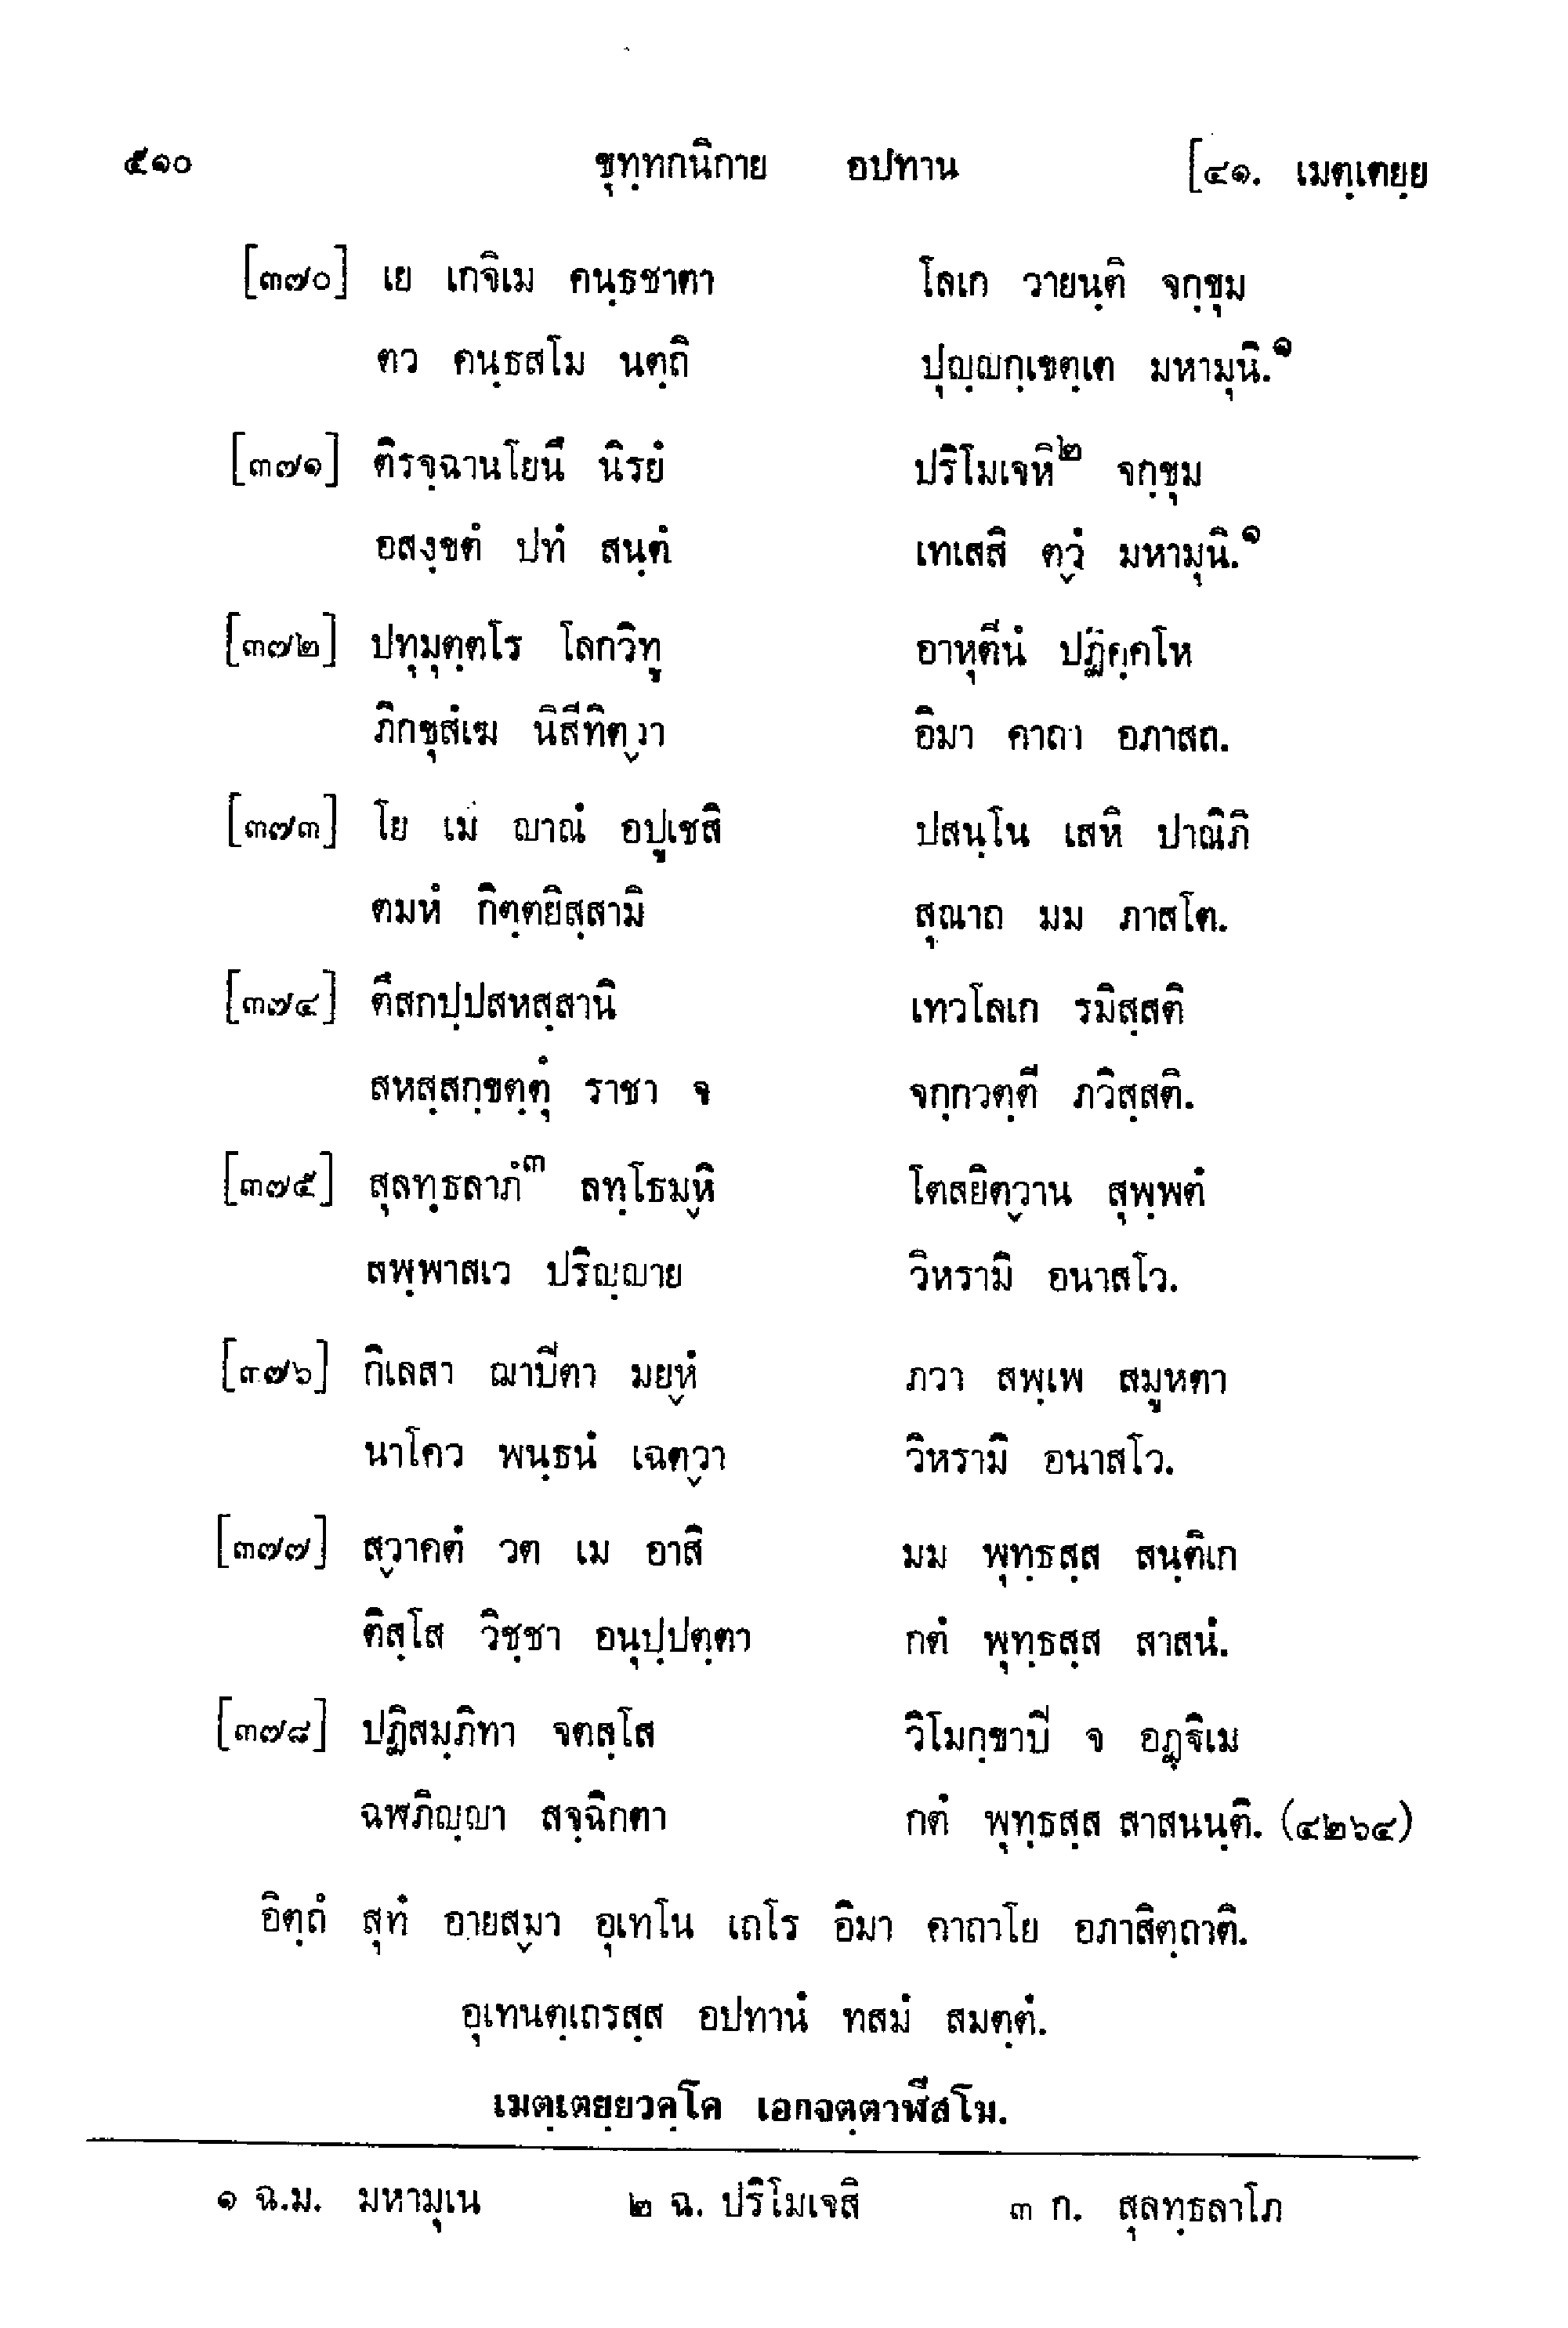 ๕๑๐ ขุทฺทกนิกาย อปทาน [๔๑. เมตฺเตยฺย
[๓๗๐] เย เกจิเม คนฺธชาตา โลเก วายนฺติ จกฺขุม
ตว คนฺธสโม นตฺถิ ปุญฺญกฺเขตฺเต มหามุนิ.๑
[๓๗๑] ติรจฺฉานโยนึ นิรยํ ปริโมเจหิ๒ จกฺขุม
อสงฺขตํ ปทํ สนฺตํ เทเสสิ ตฺวํ มหามุนิ.๑
[๓๗๒] ปทุมุตฺตโร โลกวิทู อาหุตีนํ ปฏิคฺคโห
ภิกขุสํเฆ นิสีทิตฺวา อิมา คาถา อภาสถ.
[๓๗๓] โย เม ญาณํ อปูเชสิ ปสนฺโน เสหิ ปาณิภิ
ตมหํ กิตฺตยิสฺสามิ สุณาถ มม ภาสโต.
[๓๗๔] ตึสกปฺปสหสฺสานิ เทวโลเก รมิสฺสติ
สหสฺสกฺขตฺตุํ ราชา จ จกฺกวตฺตี ภวิสฺสติ.
[๓๗๕] สุลทฺธลาภํ๓ ลทฺโธมฺหิ โตสยิตฺวาน สุพฺพตํ
สพฺพาสเว ปริญฺญาย วิหรามิ อนาสโว.
[๓๗๖] กิเลสา ฌาปิตา มยฺหํ ภวา สพฺเพ สมูหตา
นาโคว พนฺธนํ เฉตฺวา วิหรามิ อนาสโว.
[๓๗๗] สฺวาคตํ วต เม อาสิ มม พุทฺธสฺส สนฺติเก
ติสฺโส วิชฺชา อนุปฺปตฺตา กตํ พุทฺธสฺส สาสนํ.
[๓๗๘] ปฏิสมฺภิทา จตสฺโส วิโมกฺขาปิ จ อฏฺฐิเม
ฉฬภิญฺญา สจฺฉิกตา กตํ พุทฺธสฺส สาสนนฺติ. (๔๒๖๔)
อิตฺถํ สุทํ อายสฺมา อุเทโน เถโร อิมา คาถาโย อภาสิตฺถาติ.
อุเทนตฺเถรสฺส อปทานํ ทสมํ สมตฺตํ.
เมตฺเตยฺยวคฺโค เอกจตฺตาฬีสโม.
๑ ฉ.ม. มหามุเน ๒ ฉ. ปริโมเจสิ ๓ ก. สุลทฺธลาโภ